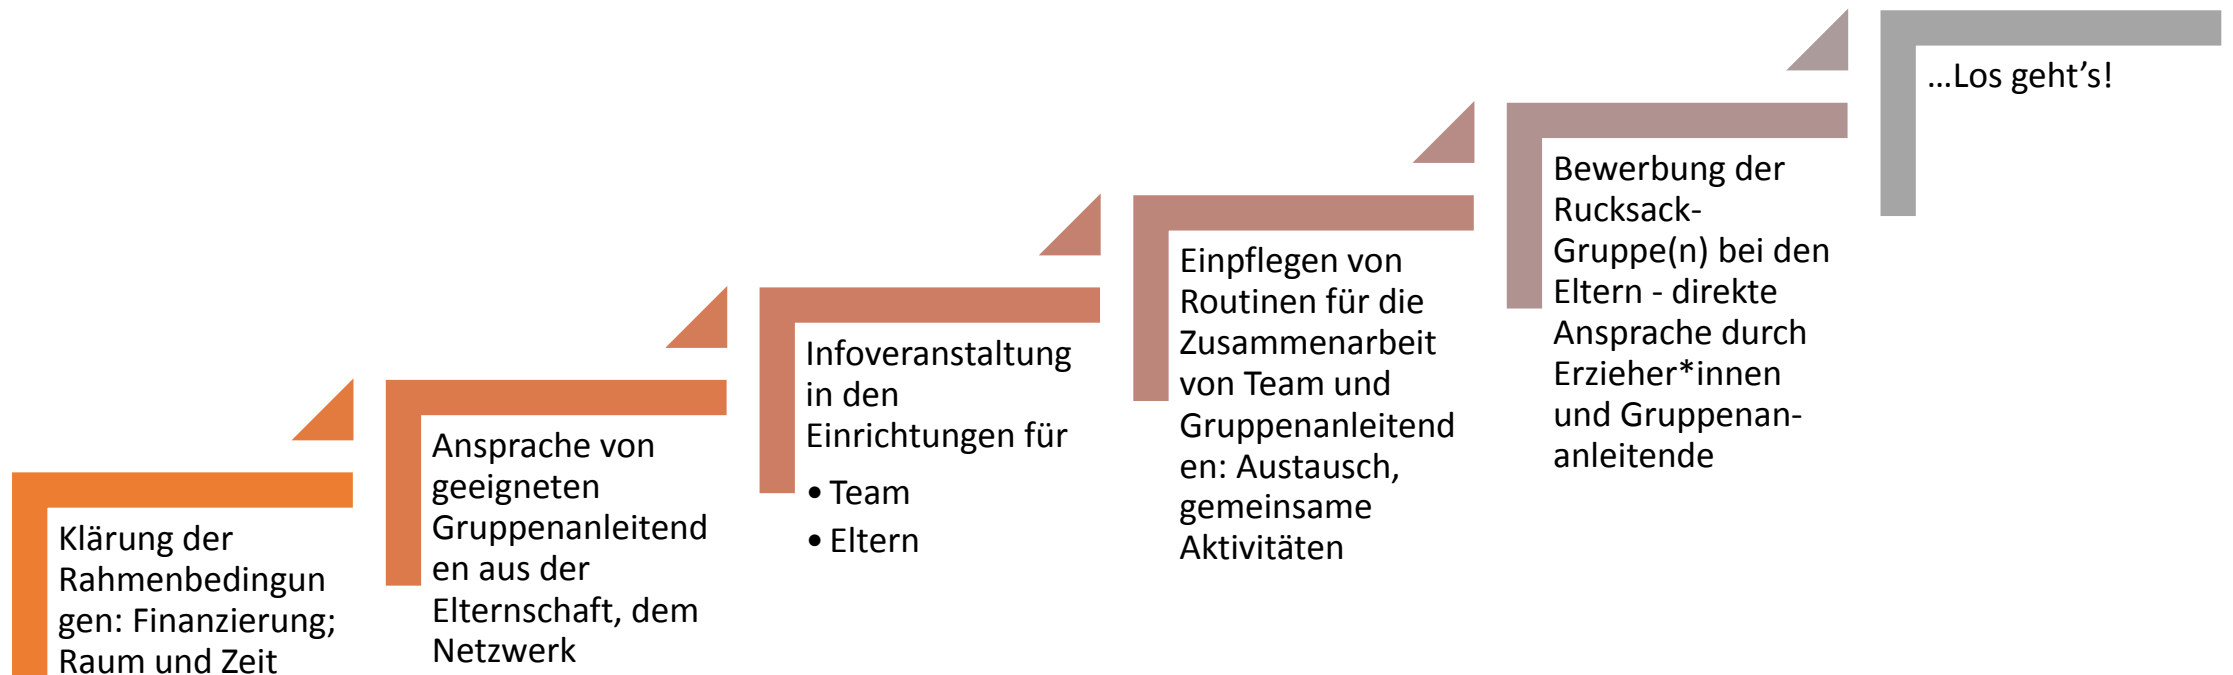 Klärung der
Rahmenbedingun
gen: Finanzierung;
Raum und Zeit
Ansprache von
geeigneten
Gruppenanleitend
en aus der
Elternschaft, dem
Netzwerk
Infoveranstaltung
in den
Einrichtungen für
• Team
• Eltern
Einpflegen von
Routinen für die
Zusammenarbeit
von Team und
Gruppenanleitend
en: Austausch,
gemeinsame
Aktivitäten
Bewerbung der
Rucksack-
Gruppe(n) bei den
Eltern - direkte
Ansprache durch
Erzieher*innen
und Gruppenan-
anleitende
…Los geht’s!